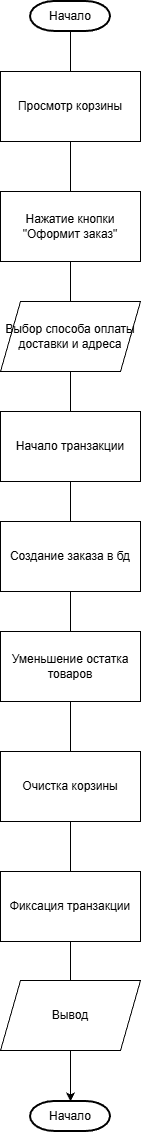 Начало
Просмотр корзины
Нажатие кнопки
"Оформит заказ"
Выбор способа оплаты
доставки и адреса
Начало транзакции
Создание заказа в бд
Уменьшение остатка
товаров
Очистка корзины
Фиксация транзакции
Вывод
Начало